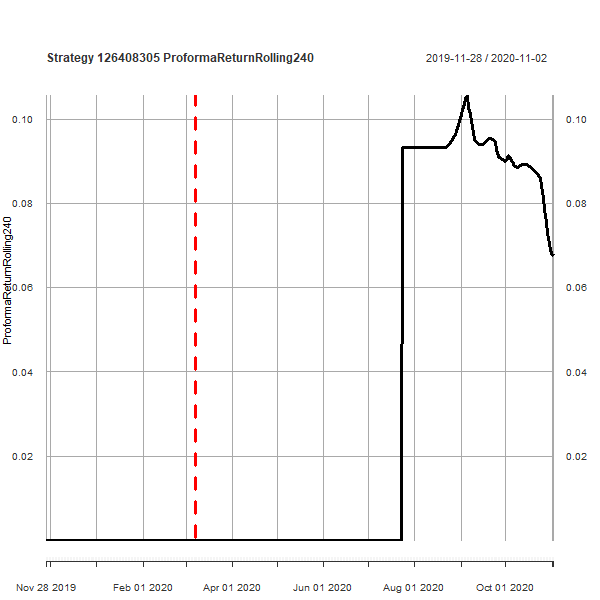 Strategy 126408305 ProformaReturnRolling240
2019-11-28 / 2020-11-02
0.10
0.10
0.08
0.08
ProformaReturnRolling240
0.06
0.06
0.04
0.04
0.02
0.02
Nov 28 2019
Feb 01 2020
Apr 01 2020
Jun 01 2020
Aug 01 2020
Oct 01 2020